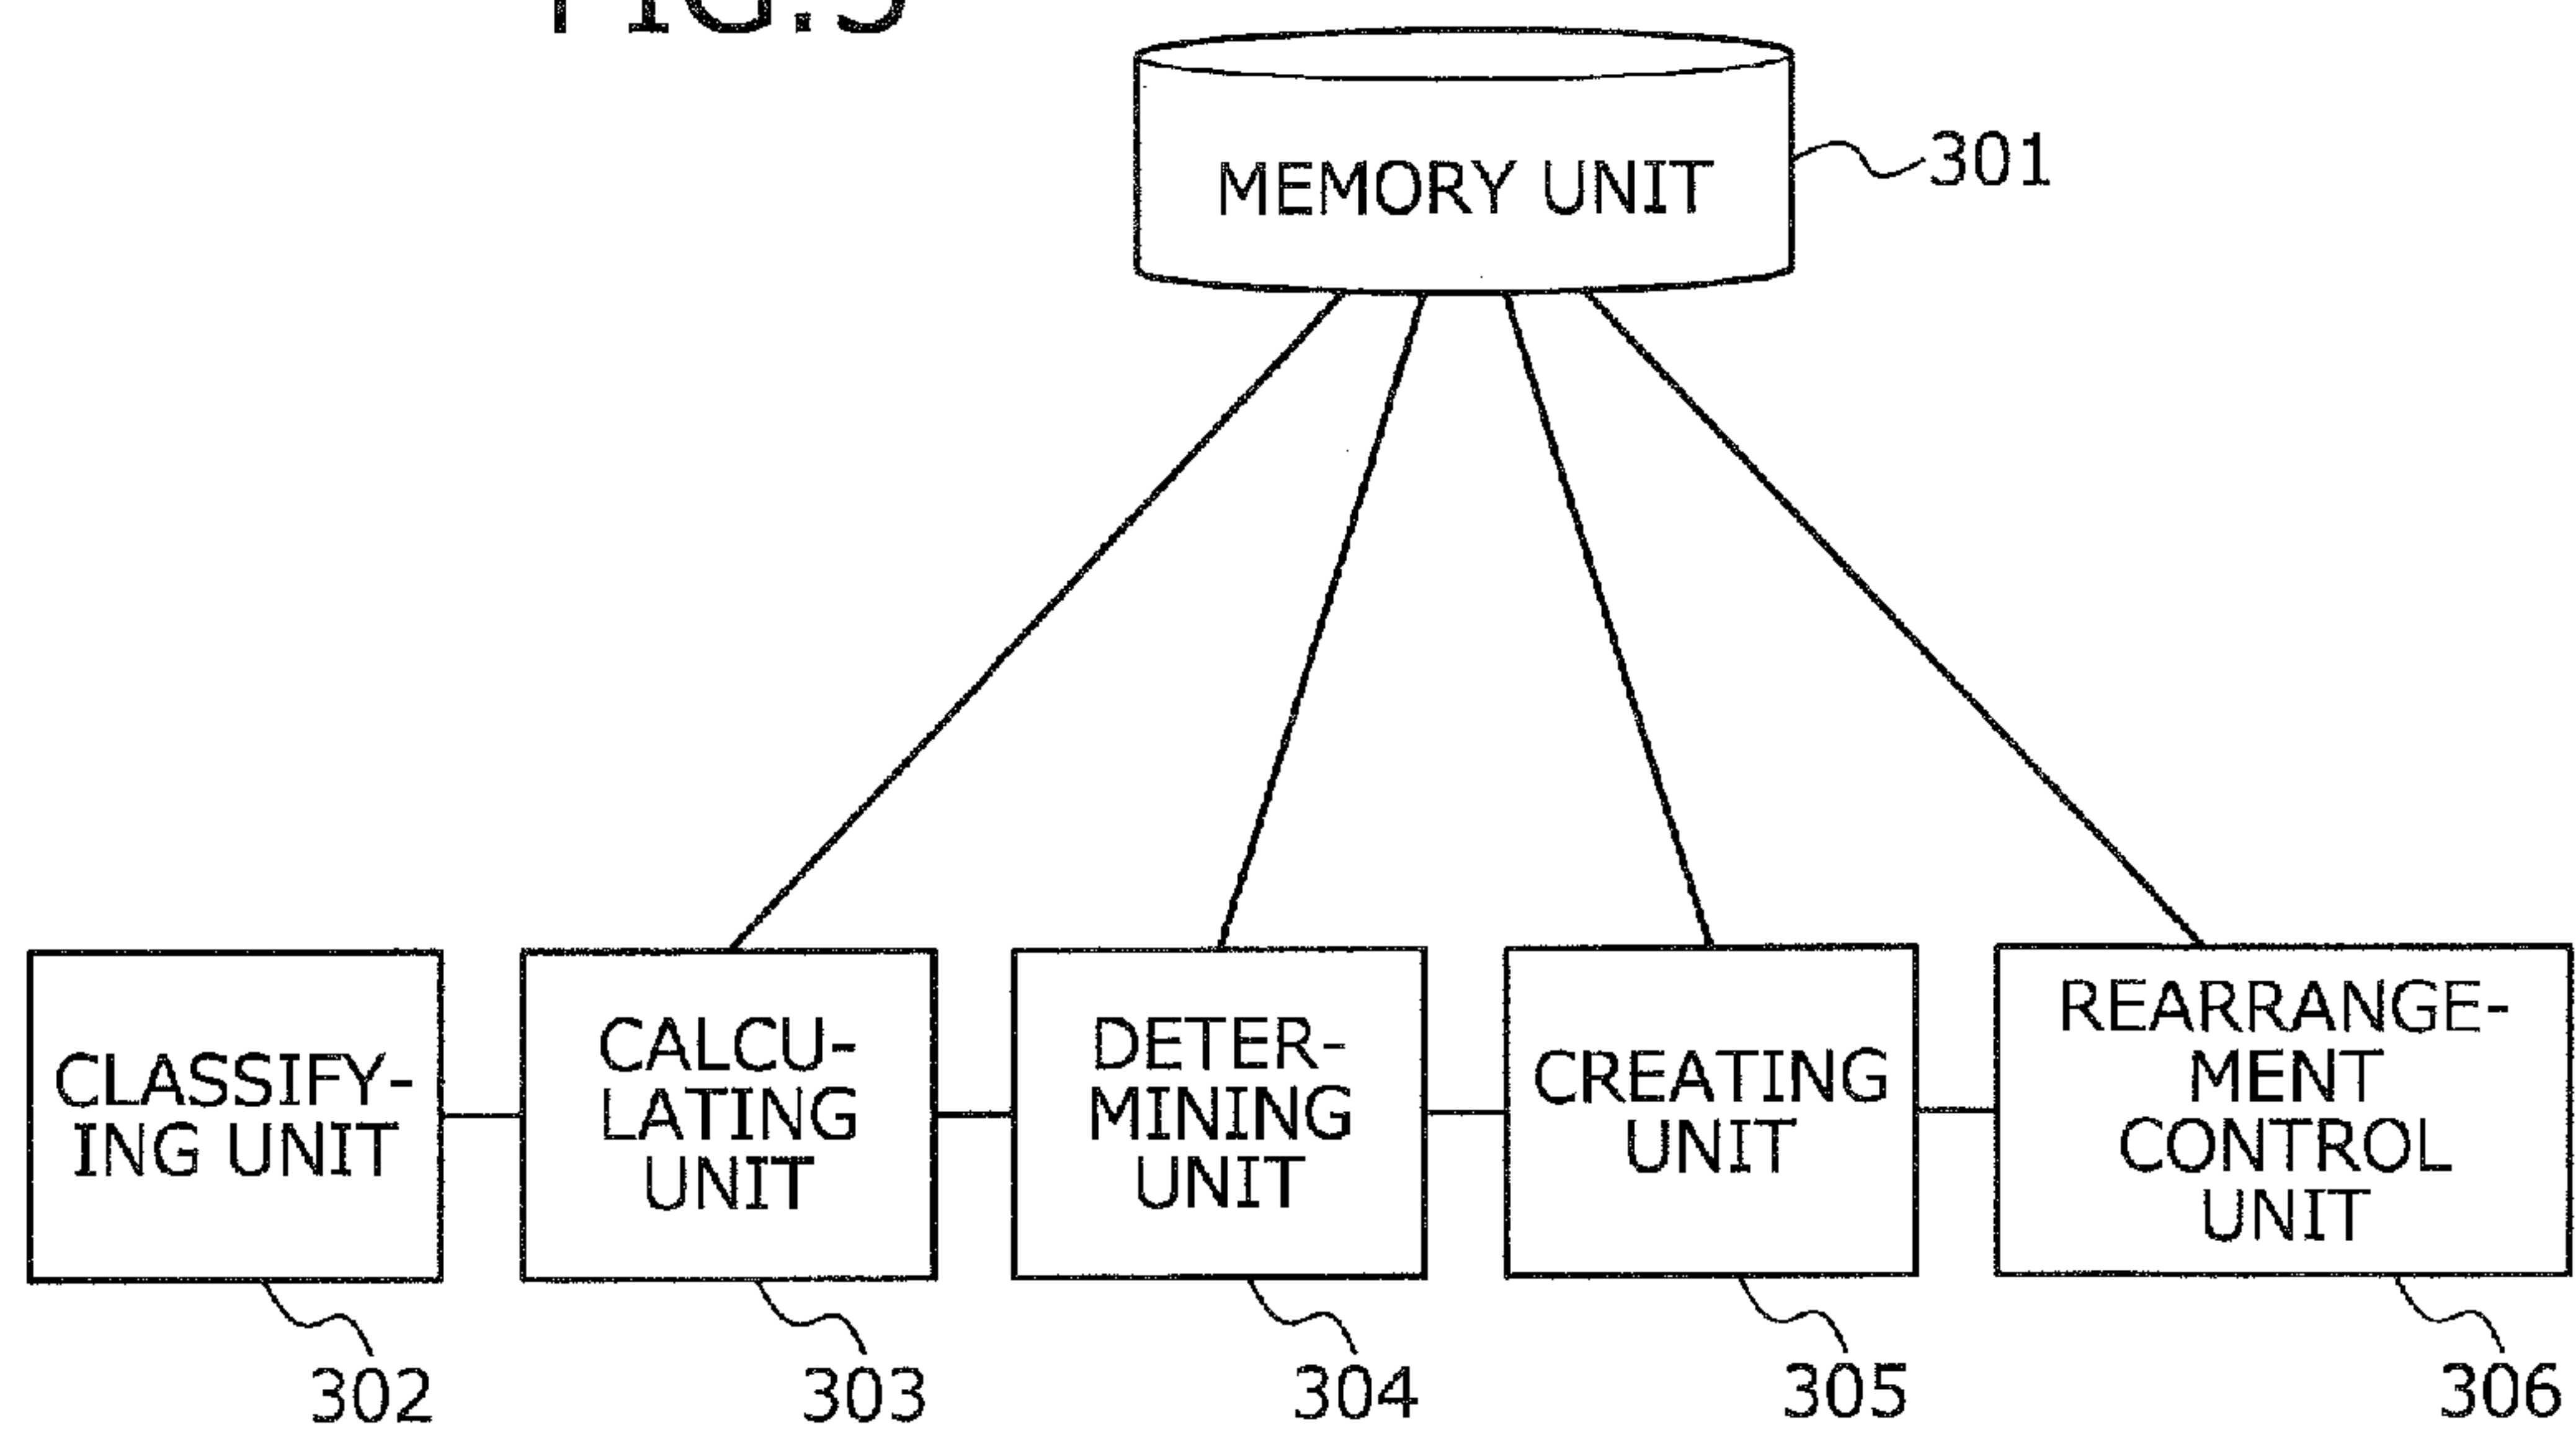 FIG.
MEMORY UNIT
301
CLASSIFY-
ING UNIT
CALCU-
LATING
UNIT
DETER-
MINING
UNIT
CREATING
UNIT
REARRANGE-
MENT
CONTROL
UNIT
302
303
304
305
306